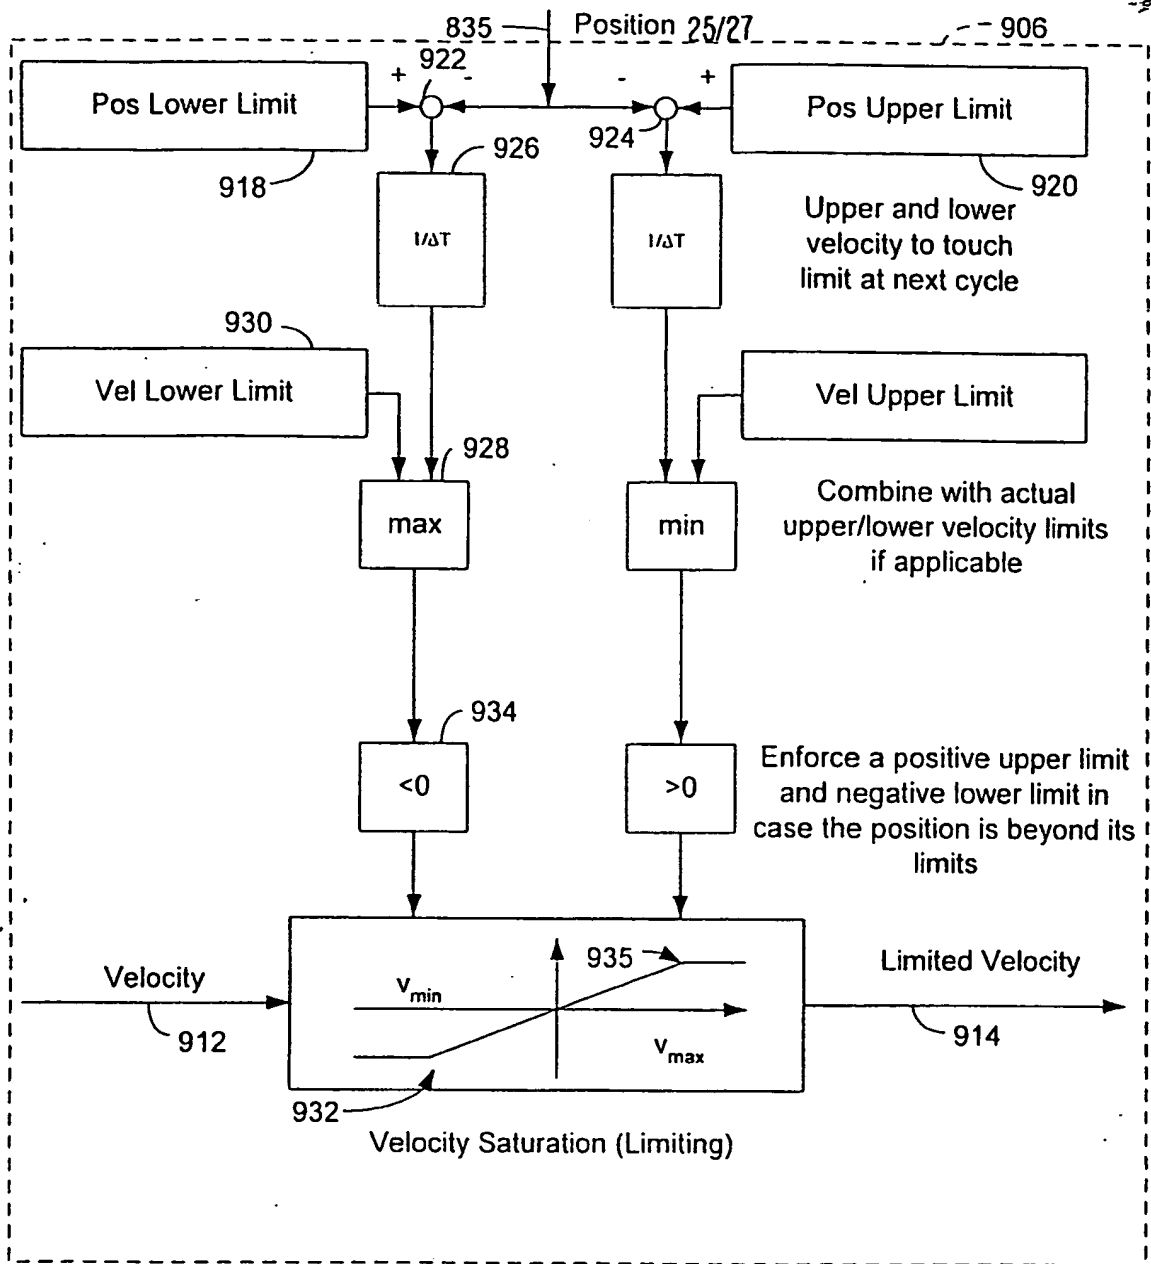 835
Position 25/27
906
922
+ -
- +
Pos Lower Limit
Pos Upper Limit
924
926
918
920
1/ΔT
1/ΔT
Upper and lower
velocity to touch
limit at next cycle
930
Vel Lower Limit
Vel Upper Limit
928
max
min
Combine with actual
upper/lower velocity limits
if applicable
934
<0
>0
Enforce a positive upper limit
and negative lower limit in
case the position is beyond its
limits
Velocity
912
935
Vmin
Vmax
932
Limited Velocity
914
Velocity Saturation (Limiting)